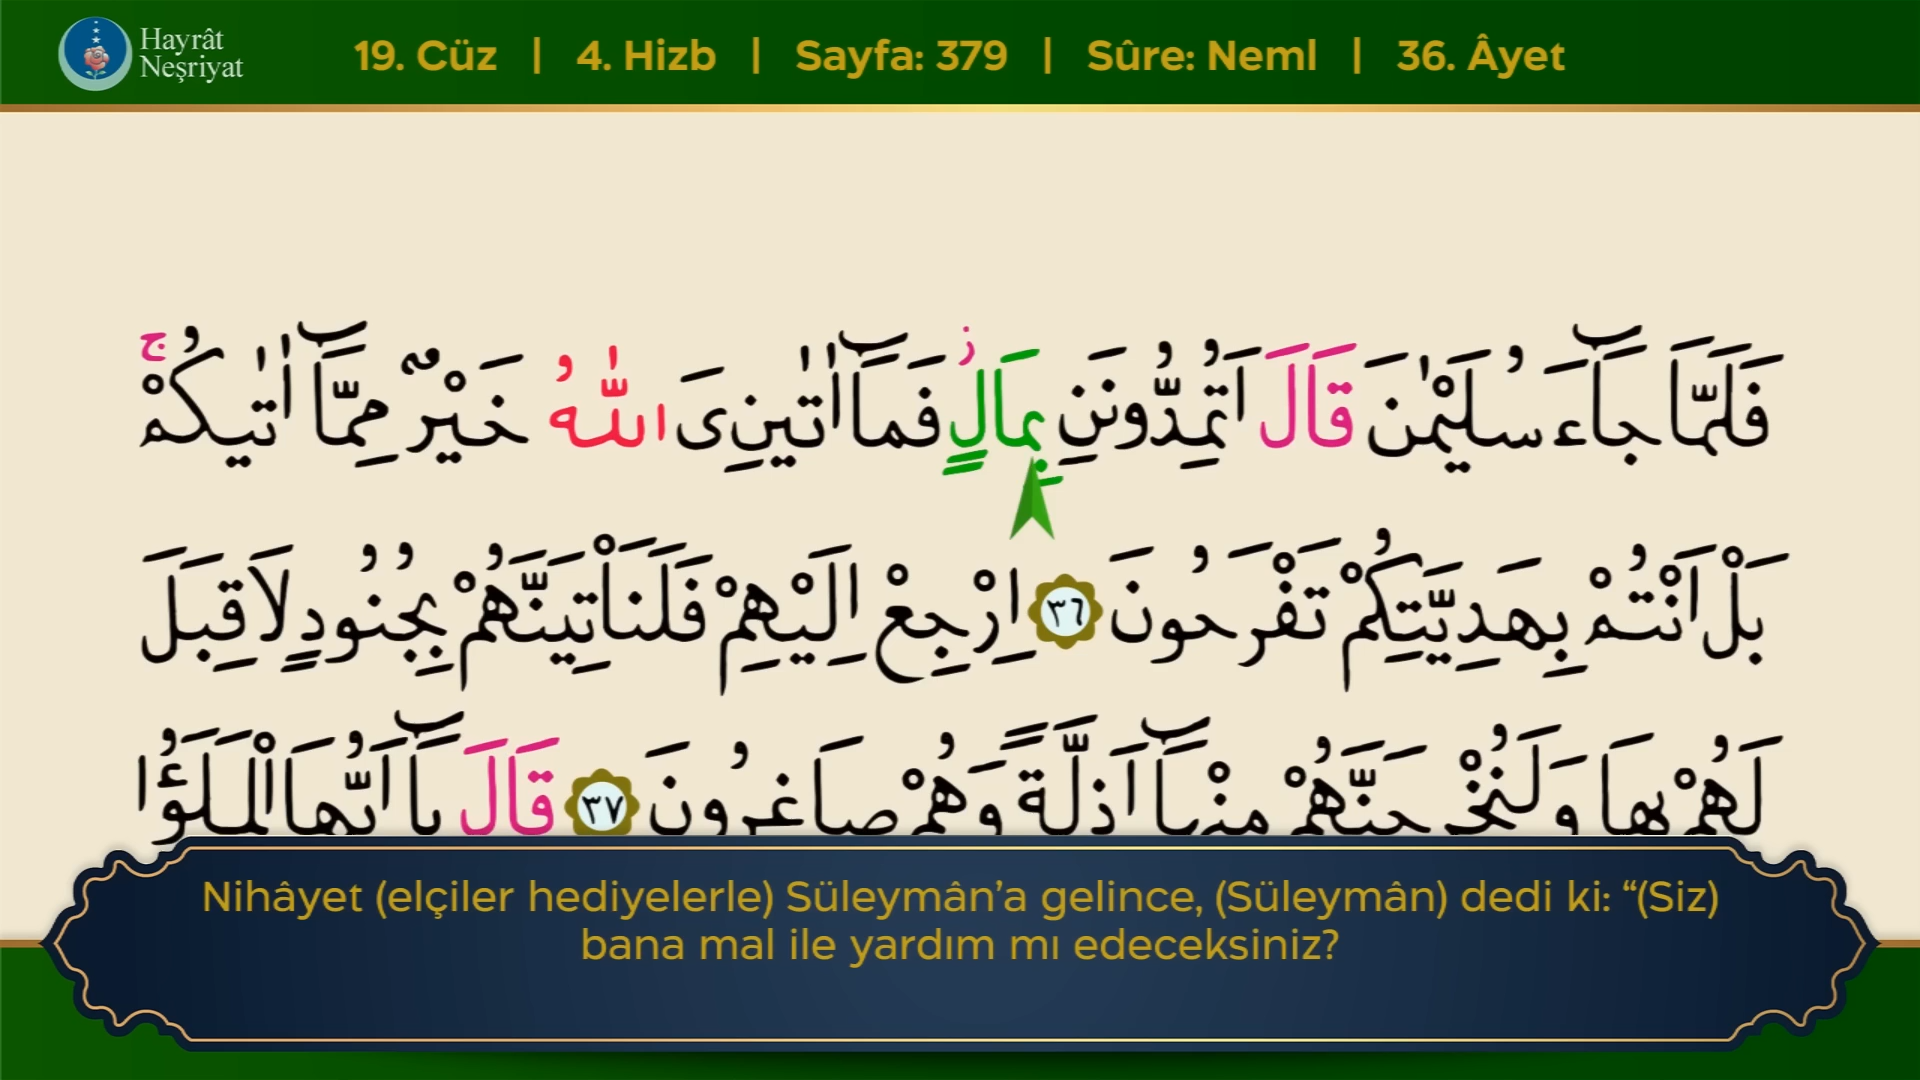 Hayrât
Neşriyat
19. Cüz | 4. Hizb | Sayfa: 379 | Sûre: Neml | 36. Âyet
فَلَمَّا جَٓاءَ سُلَيْمٰنَ قَالَ اَتُمِدُّونَنِ بِمَالٍ ز فَمَٓا اٰتٰينِىَ اللّٰهُ خَيْرٌ مِمَّٓا اٰتٰيكُمْ ج
بَلْ اَنْتُمْ بِهَدِيَّتِكُمْ تَفْرَحُونَ ٣٦ اِرْجِعْ اِلَيْهِمْ فَلَنَأْتِيَنَّهُمْ بِجُنُودٍ لَا قِبَلَ
لَهُمْ بِهَا وَلَنُخْرِجَنَّهُمْ مِنْهَٓا اَذِلَّةً وَهُمْ صَاغِرُونَ ٣٧ قَالَ يَٓا اَيُّهَا الْمَلَؤُا
Nihâyet (elçiler hediyelerle) Süleymân’a gelince, (Süleymân) dedi ki: “(Siz)
bana mal ile yardım mı edeceksiniz?